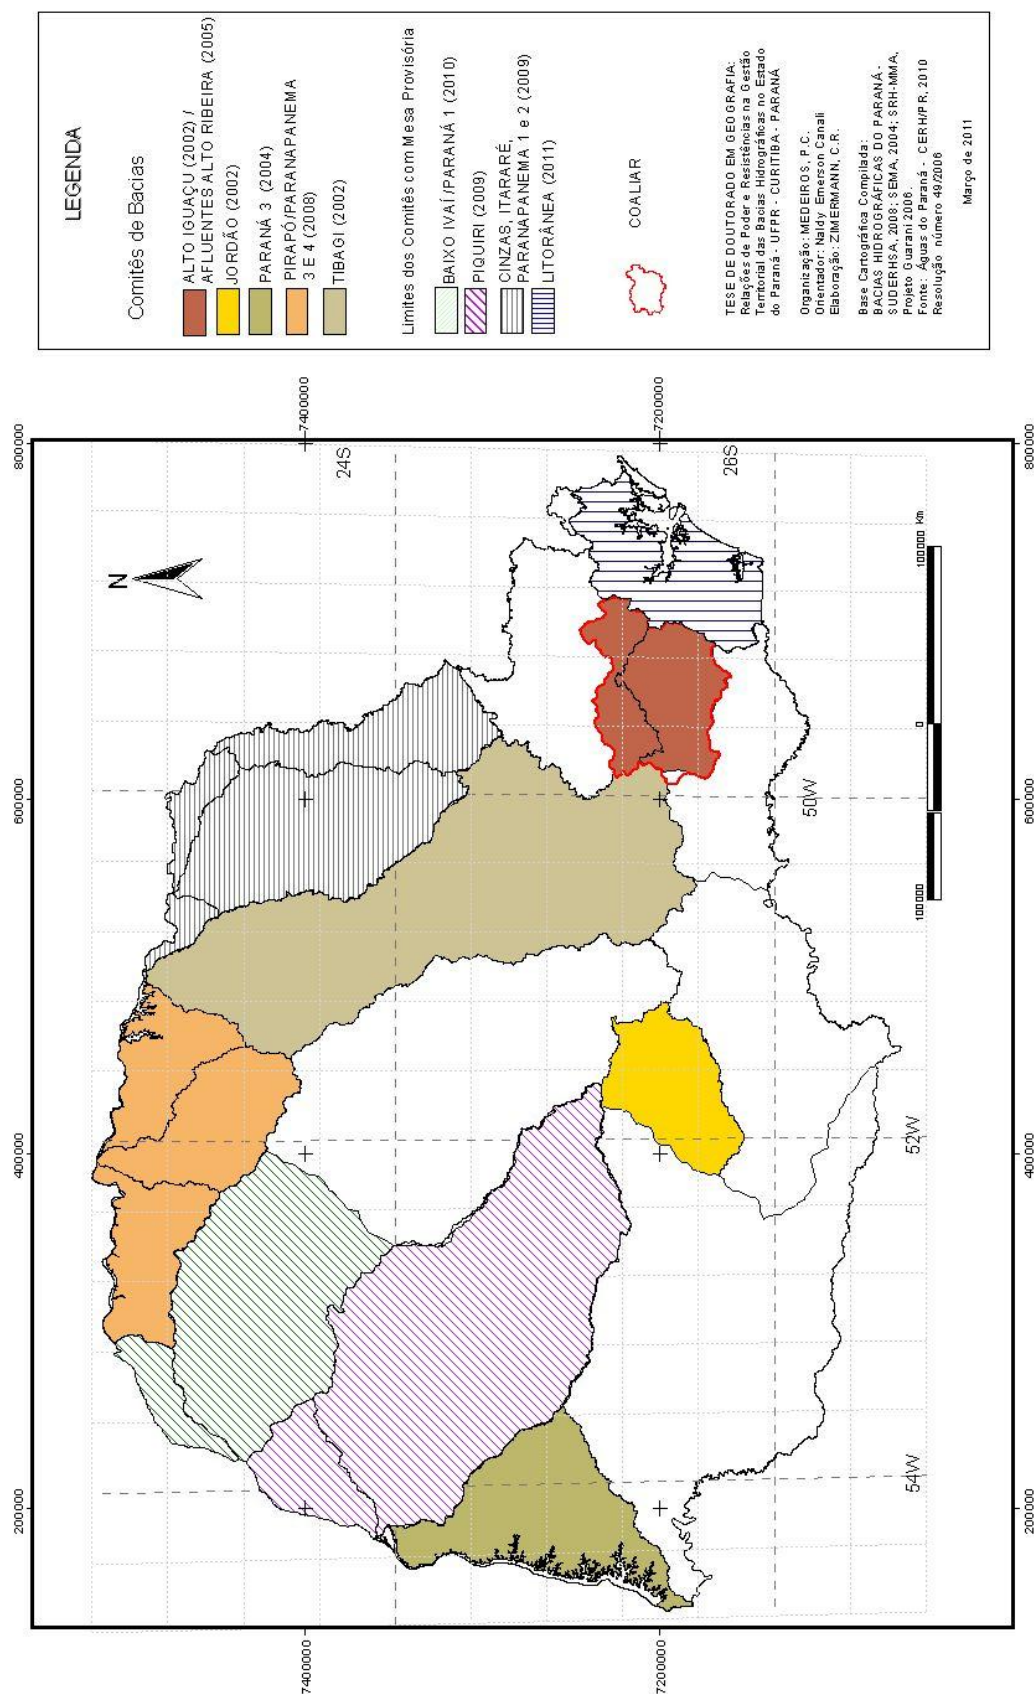 LEGENDA
Comitês de Bacias
ALTO IGUAÇU (2002) /
AFLUENTES ALTO RIBEIRA (2005)
JORDÃO (2002)
PARANÁ 3 (2004)
PIRAPÓ/PARANAPANEMA
3 E 4 (2008)
TIBAGI (2002)
Limites dos Comitês com Mesa Provisória
BAIXO IVAÍ/PARANÁ 1 (2010)
PIQUIRI (2009)
CINZAS, ITARARÉ,
PARANAPANEMA 1 e 2 (2009)
LITORÂNEA (2011)
COALIAR
TESE DE DOUTORADO EM GEOGRAFIA:
Relações de Poder e Resistências na Gestão
Territorial das Bacias Hidrográficas no Estado
do Paraná - UFPR - CURITIBA - PARANÁ
Organização: MEDEIROS, P.C.
Orientador: Naldy Emerson Canali
Elaboração: ZIMERMANN, C.R.
Base Cartográfica Compilada:
BACIAS HIDROGRÁFICAS DO PARANÁ -
SUDERHSA, 2008; SEMA, 2004; SRH-MMA,
Projeto Guarani 2006.
Fonte: Águas do Paraná - CERH/PR, 2010
Resolução número 49/2006
Março de 2011
200000
400000
600000
800000
7400000
7400000
7200000
7200000
N
24S
26S
54W
52W
50W
100000
0
100000 Km
200000
400000
600000
800000